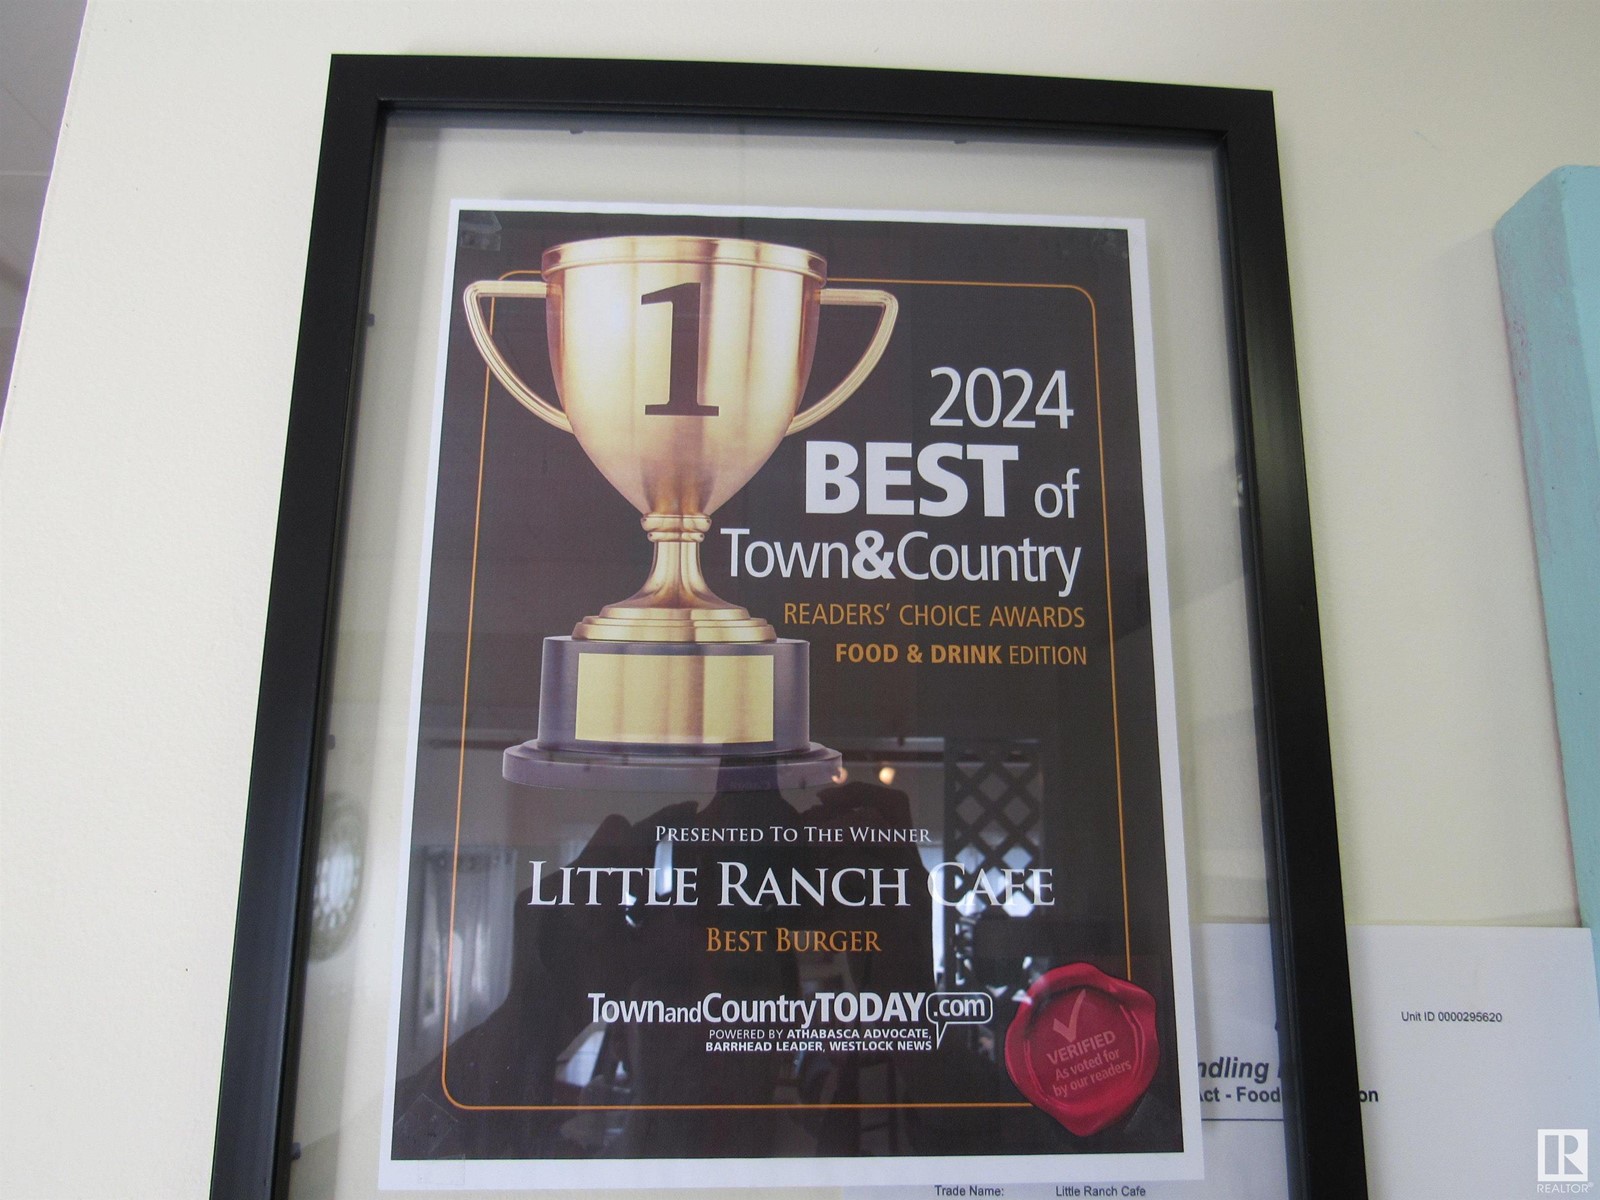 1
2024
BEST of
Town&Country
READERS' CHOICE AWARDS
FOOD & DRINK EDITION
PRESENTED TO THE WINNER
LITTLE RANCH CAFE
BEST BURGER
TownandCountryTODAY.com
POWERED BY ATHABASCA ADVOCATE,
BARRHEAD LEADER, WESTLOCK NEWS
VERIFIED
As voted for
by our readers
Unit ID 0000295620
Act - Food
Trade Name: Little Ranch Cafe
REALTOR®